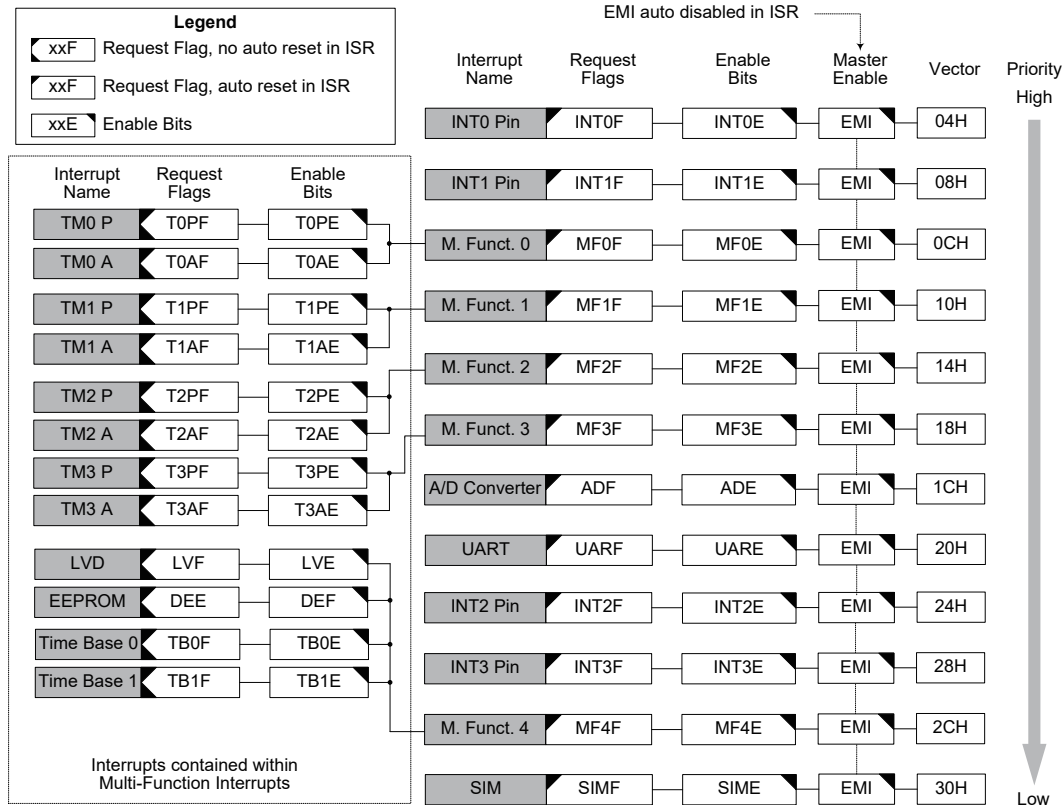 Legend
xxF Request Flag, no auto reset in ISR
xxF Request Flag, auto reset in ISR
xxE Enable Bits
EMI auto disabled in ISR
Interrupt Name Request Flags Enable Bits Master Enable Vector Priority
High
INT0 Pin INT0F INT0E EMI 04H
INT1 Pin INT1F INT1E EMI 08H
M. Funct. 0 MF0F MF0E EMI 0CH
M. Funct. 1 MF1F MF1E EMI 10H
M. Funct. 2 MF2F MF2E EMI 14H
M. Funct. 3 MF3F MF3E EMI 18H
A/D Converter ADF ADE EMI 1CH
UART UARF UARE EMI 20H
INT2 Pin INT2F INT2E EMI 24H
INT3 Pin INT3F INT3E EMI 28H
M. Funct. 4 MF4F MF4E EMI 2CH
SIM SIMF SIME EMI 30H
Low
Interrupt Name Request Flags Enable Bits
TM0 P T0PF T0PE
TM0 A T0AF T0AE
TM1 P T1PF T1PE
TM1 A T1AF T1AE
TM2 P T2PF T2PE
TM2 A T2AF T2AE
TM3 P T3PF T3PE
TM3 A T3AF T3AE
LVD LVF LVE
EEPROM DEE DEF
Time Base 0 TB0F TB0E
Time Base 1 TB1F TB1E
Interrupts contained within
Multi-Function Interrupts